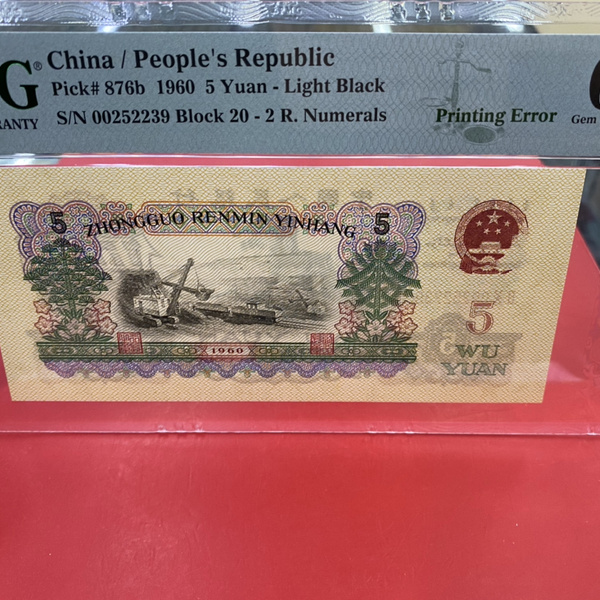 G®
RANTY
China / People's Republic
Pick# 876b 1960 5 Yuan - Light Black
S/N 00252239 Block 20 - 2 R. Numerals
Printing Error
Gem
5 ZHONGGUO RENMIN YINHANG 5
1960
5
WU
YUAN